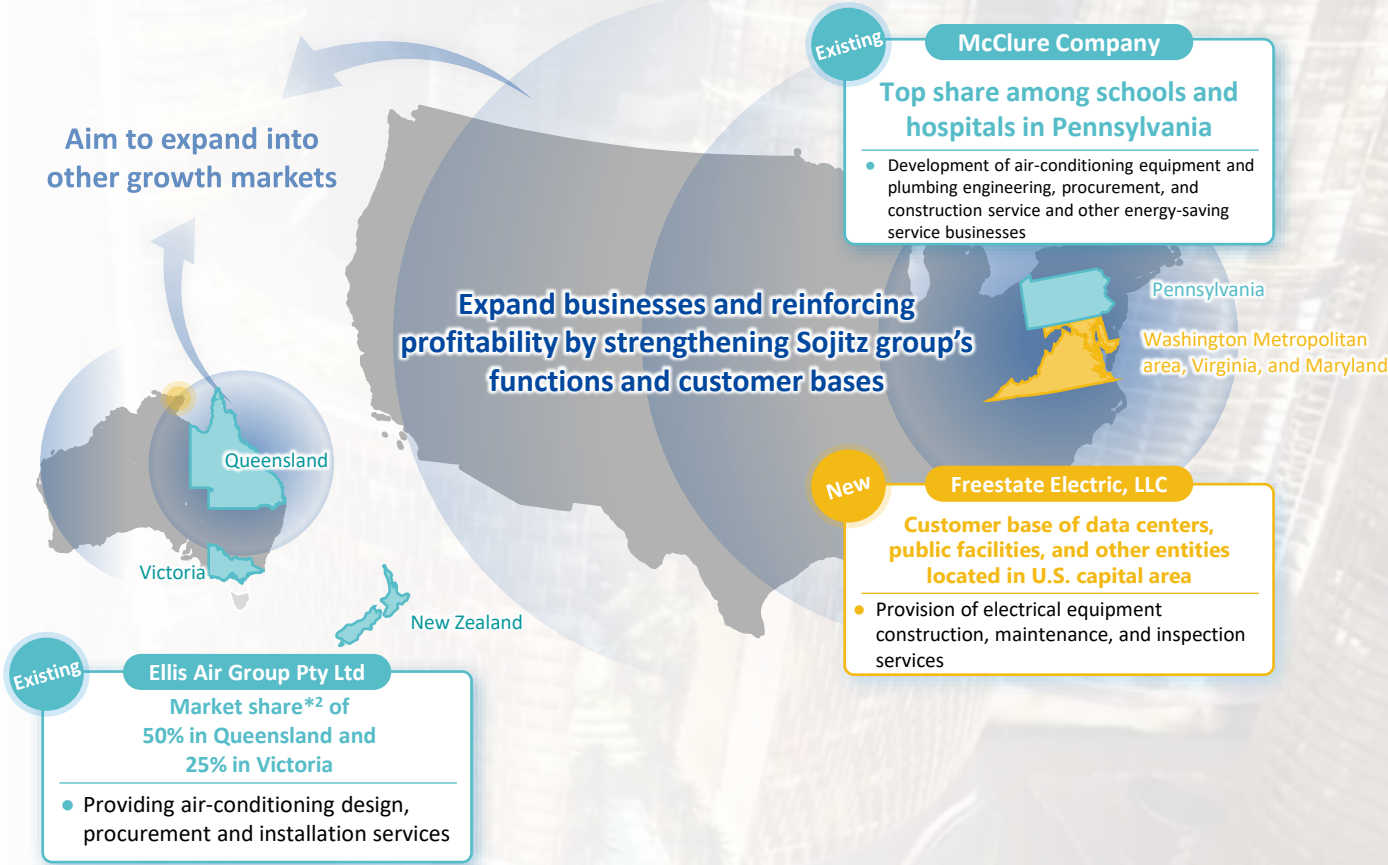 Existing
McClure Company
Top share among schools and
hospitals in Pennsylvania
● Development of air-conditioning equipment and
plumbing engineering, procurement, and
construction service and other energy-saving
service businesses
Aim to expand into
other growth markets
Expand businesses and reinforcing
profitability by strengthening Sojitz group's
functions and customer bases
Pennsylvania
Washington Metropolitan
area, Virginia, and Maryland
Queensland
Victoria
New Zealand
New
Freestate Electric, LLC
Customer base of data centers,
public facilities, and other entities
located in U.S. capital area
● Provision of electrical equipment
construction, maintenance, and inspection
services
Existing
Ellis Air Group Pty Ltd
Market share*2 of
50% in Queensland and
25% in Victoria
● Providing air-conditioning design,
procurement and installation services